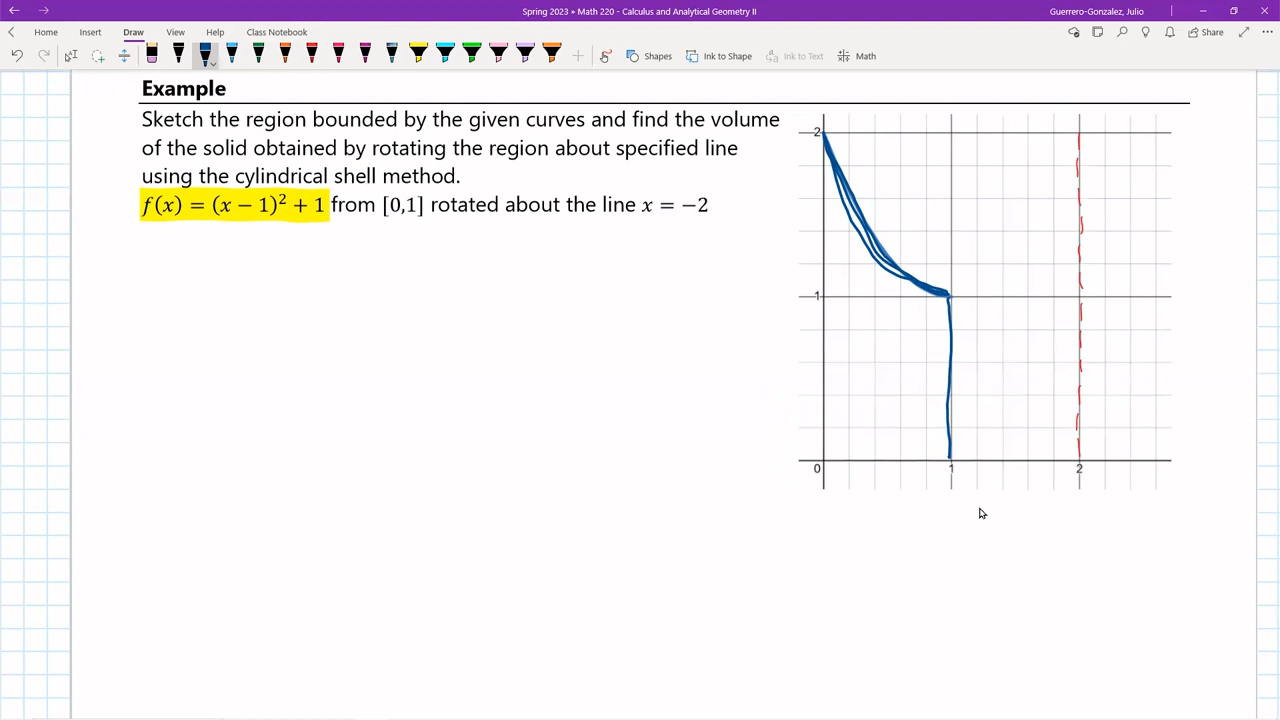 Spring 2023 » Math 220 - Calculus and Analytical Geometry II
Guerrero-Gonzalez, Julio
Home Insert Draw View Help Class Notebook
Share
Shapes Ink to Shape Ink to Text Math
Example
Sketch the region bounded by the given curves and find the volume
of the solid obtained by rotating the region about specified line
using the cylindrical shell method.
f(x) = (x − 1)² + 1 from [0,1] rotated about the line x = −2
2
1
0 1 2